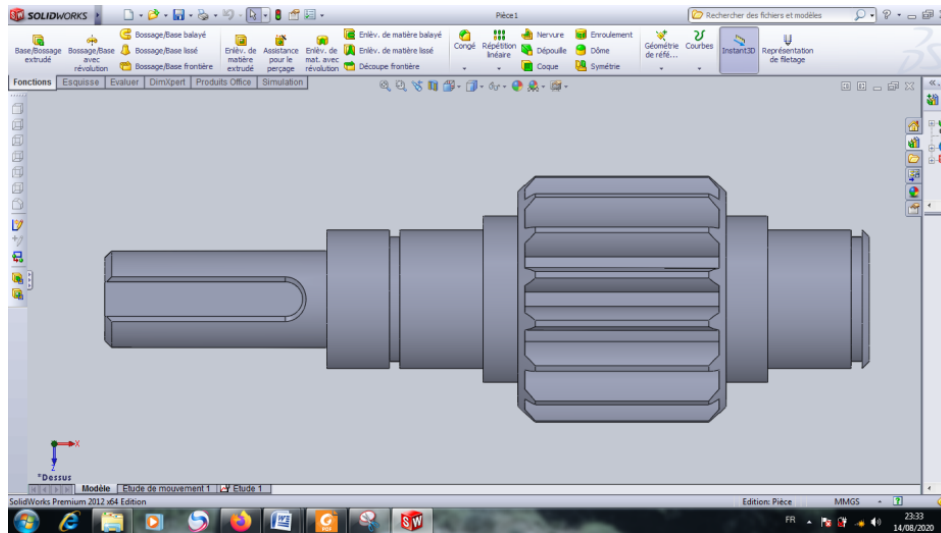 SOLIDWORKS
Pièce1
Rechercher des fichiers et modèles
Base/Bossage extrudé
Bossage/Base avec révolution
Bossage/Base balayé
Bossage/Base lissé
Bossage/Base frontière
Enlèv. de matière extrudé
Assistance pour le perçage
Enlèv. de mat. avec révolution
Enlèv. de matière balayé
Enlèv. de matière lissé
Découpe frontière
Congé
Répétition linéaire
Nervure
Dépouille
Coque
Enroulement
Dôme
Symétrie
Géométrie de réfé...
Courbes
Instant3D
Représentation de filetage
Fonctions
Esquisse
Evaluer
DimXpert
Produits Office
Simulation
X
Z
*Dessus
Modèle
Etude de mouvement 1
Etude 1
SolidWorks Premium 2012 x64 Edition
Edition: Pièce
MMGS
FR
23:33
14/08/2020